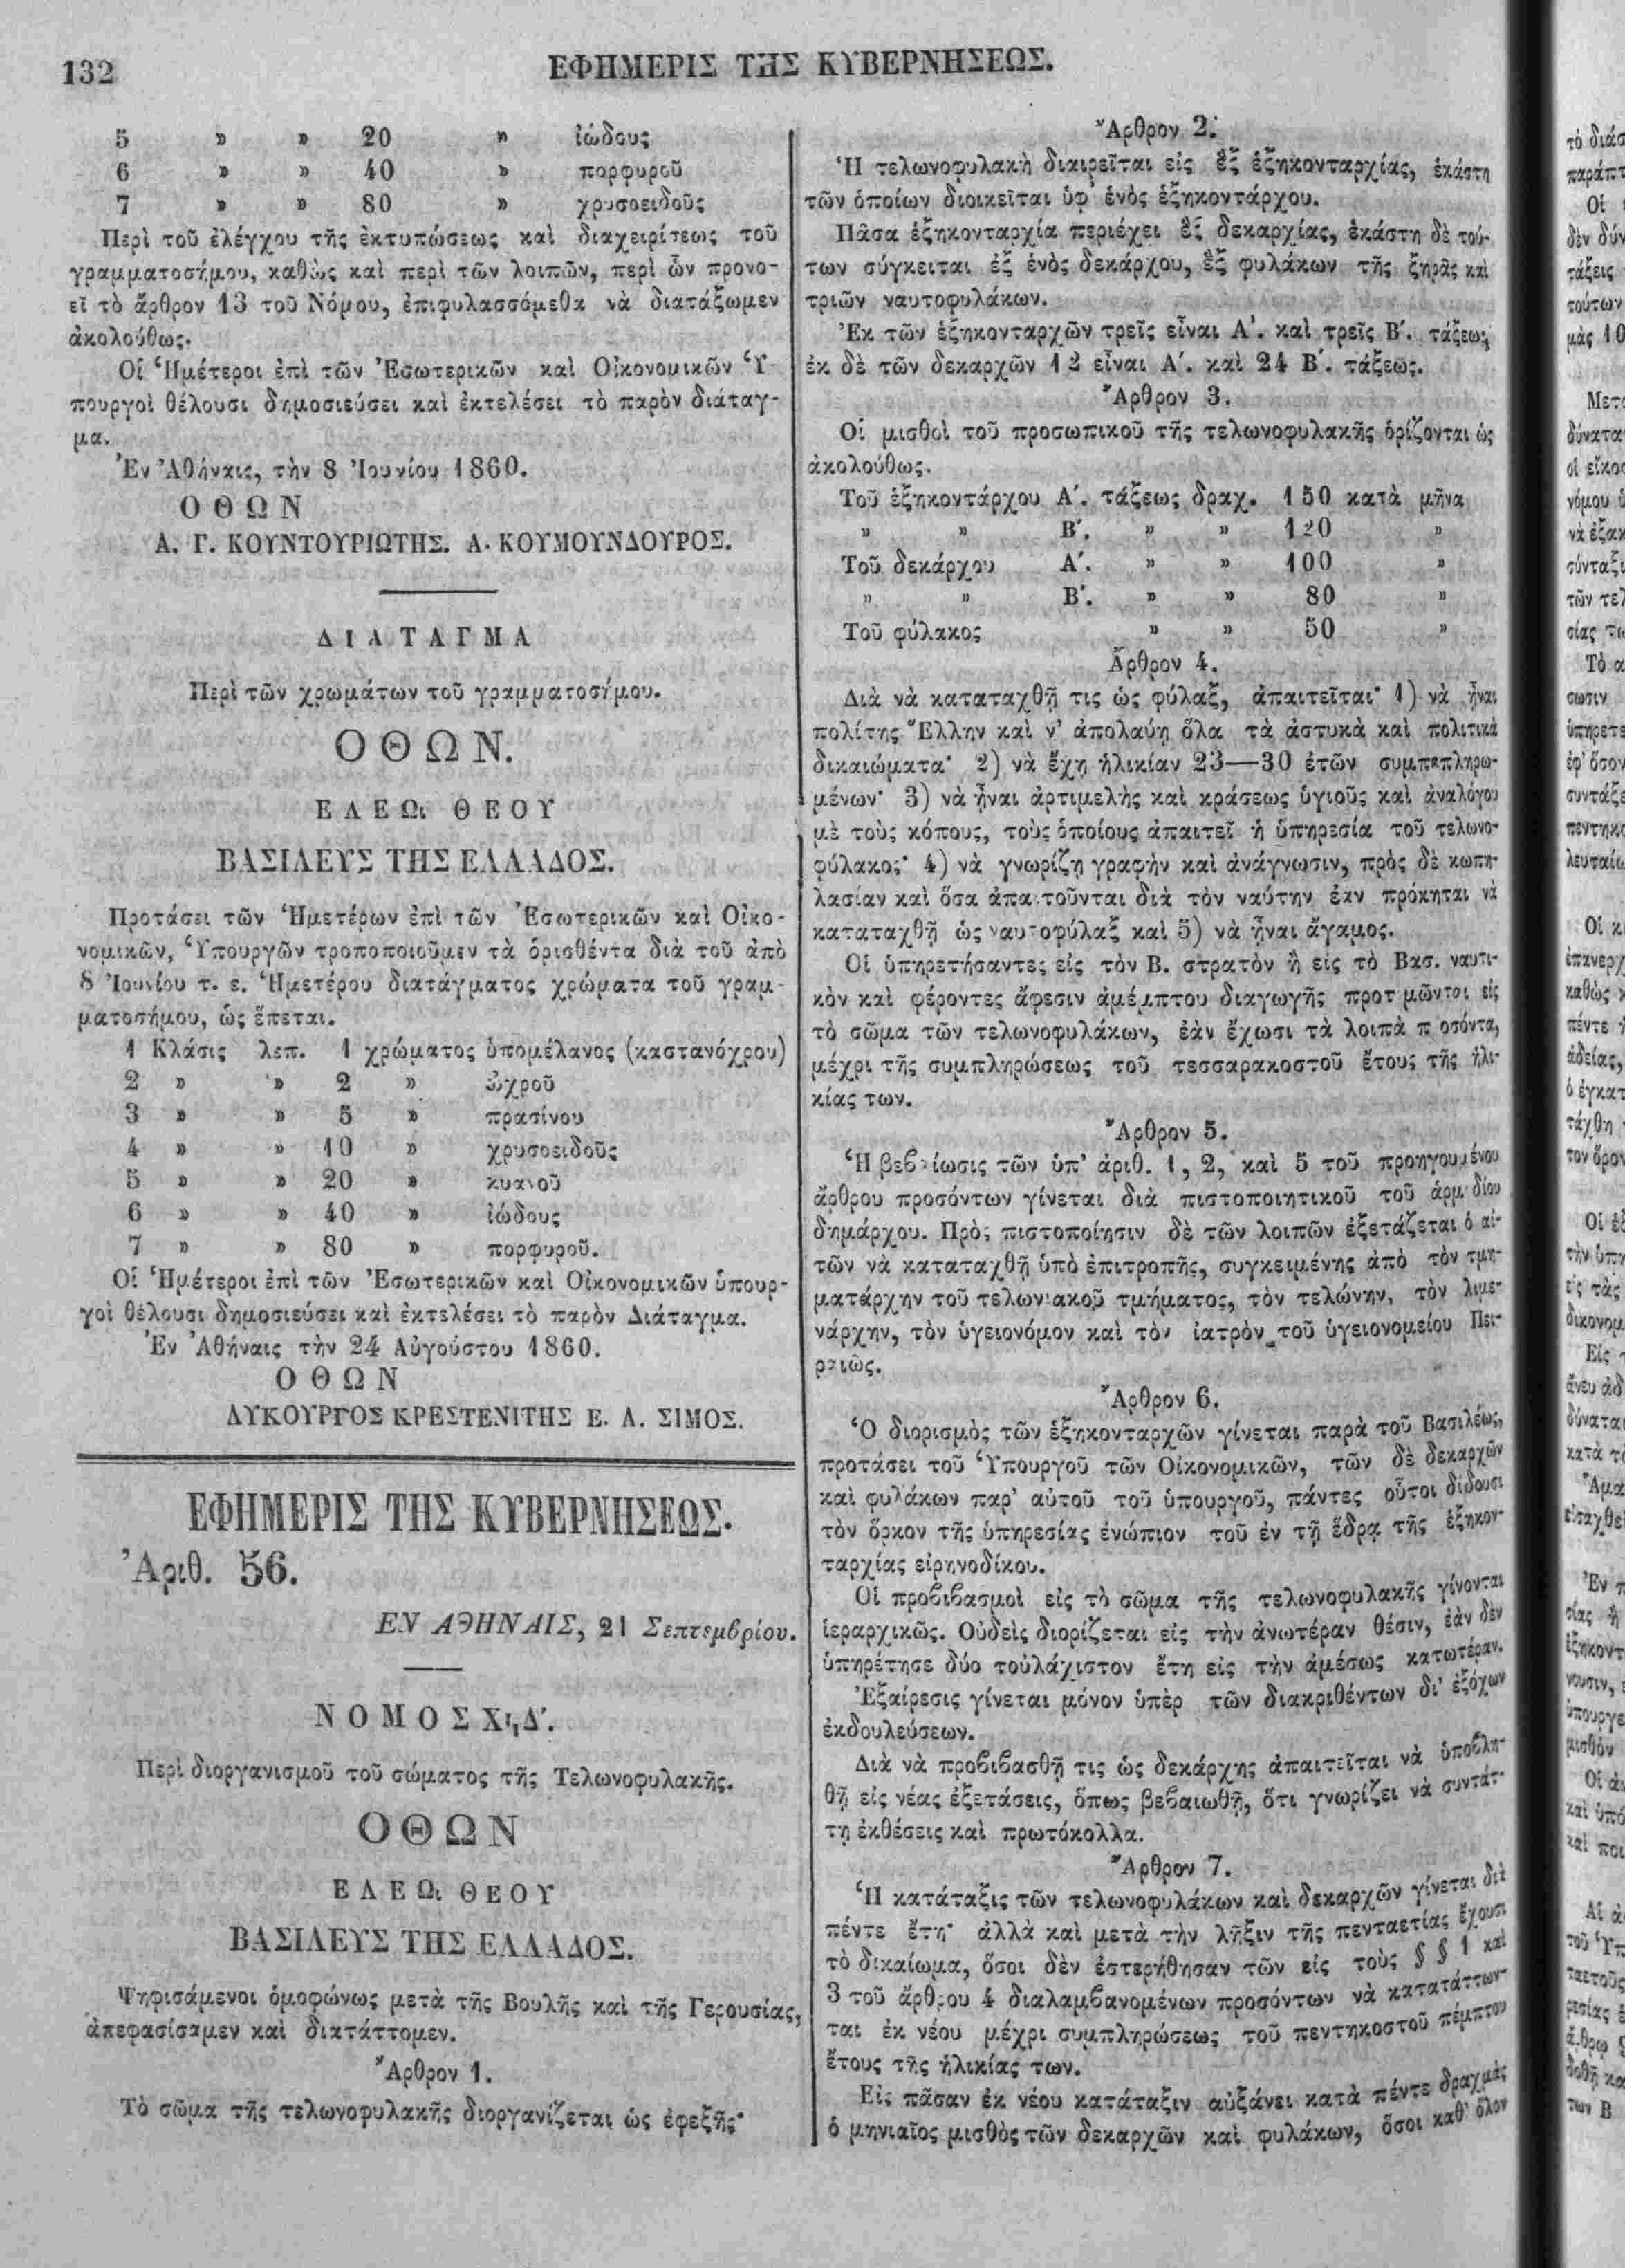 132
ΕΦΗΜΕΡΙΣ ΤΗΣ ΚΥΒΕΡΝΗΣΕΩΣ.
5 » » 20 » ἰώδους
6 » » 40 » πορφυροῦ
7 » » 80 » χρυσοειδοῦς
Περὶ τοῦ ἐλέγχου τῆς ἐκτυπώσεως καὶ διαχειρίσεως τοῦ
γραμματοσήμου, καθὼς καὶ περὶ τῶν λοιπῶν, περὶ ὧν προνο-
εῖ τὸ ἄρθρον 13 τοῦ Νόμου, ἐπιφυλασσόμεθα νὰ διατάξωμεν
ἀκολούθως.
Οἱ Ἡμέτεροι ἐπὶ τῶν Ἐσωτερικῶν καὶ Οἰκονομικῶν Ὑ-
πουργοὶ θέλουσι δημοσιεύσει καὶ ἐκτελέσει τὸ παρὸν διάταγ-
μα.
Ἐν Ἀθήναις, τὴν 8 Ἰουνίου 1860.
ΟΘΩΝ
Α. Γ. ΚΟΥΝΤΟΥΡΙΩΤΗΣ. Α. ΚΟΥΜΟΥΝΔΟΥΡΟΣ.
ΔΙΑΤΑΓΜΑ
Περὶ τῶν χρωμάτων τοῦ γραμματοσήμου.
ΟΘΩΝ.
ΕΛΕΩι ΘΕΟΥ
ΒΑΣΙΛΕΥΣ ΤΗΣ ΕΛΛΑΔΟΣ.
Προτάσει τῶν Ἡμετέρων ἐπὶ τῶν Ἐσωτερικῶν καὶ Οἰκο-
νομικῶν, Ὑπουργῶν τροποποιοῦμεν τὰ ὁρισθέντα διὰ τοῦ ἀπὸ
8 Ἰουνίου τ. ε. Ἡμετέρου διατάγματος χρώματα τοῦ γραμ-
ματοσήμου, ὡς ἕπεται.
1 Κλάσις λεπ. 1 χρώματος ὑπομέλανος (καστανόχρου)
2 » » 2 » ὠχροῦ
3 » » 5 » πρασίνου
4 » » 10 » χρυσοειδοῦς
5 » » 20 » κυανοῦ
6 » » 40 » ἰώδους
7 » » 80 » πορφυροῦ.
Οἱ Ἡμέτεροι ἐπὶ τῶν Ἐσωτερικῶν καὶ Οἰκονομικῶν ὑπουρ-
γοὶ θέλουσι δημοσιεύσει καὶ ἐκτελέσει τὸ παρὸν Διάταγμα.
Ἐν Ἀθήναις τὴν 24 Αὐγούστου 1860.
ΟΘΩΝ
ΛΥΚΟΥΡΓΟΣ ΚΡΕΣΤΕΝΙΤΗΣ Ε. Α. ΣΙΜΟΣ.
ΕΦΗΜΕΡΙΣ ΤΗΣ ΚΥΒΕΡΝΗΣΕΩΣ.
Ἀριθ. 56.
ΕΝ ΑΘΗΝΑΙΣ, 21 Σεπτεμβρίου.
ΝΟΜΟΣ ΧϟΔ΄.
Περὶ διοργανισμοῦ τοῦ σώματος τῆς Τελωνοφυλακῆς.
ΟΘΩΝ
ΕΛΕΩι ΘΕΟΥ
ΒΑΣΙΛΕΥΣ ΤΗΣ ΕΛΛΑΔΟΣ.
Ψηφισάμενοι ὁμοφώνως μετὰ τῆς Βουλῆς καὶ τῆς Γερουσίας,
ἀπεφασίσαμεν καὶ διατάττομεν.
Ἄρθρον 1.
Τὸ σῶμα τῆς τελωνοφυλακῆς διοργανίζεται ὡς ἐφεξῆς·
Ἄρθρον 2.
Ἡ τελωνοφυλακὴ διαιρεῖται εἰς ἓξ ἑξηκονταρχίας, ἑκάστη
τῶν ὁποίων διοικεῖται ὑφ' ἑνὸς ἑξηκοντάρχου.
Πᾶσα ἑξηκονταρχία περιέχει ἓξ δεκαρχίας, ἑκάστη δὲ τού-
των σύγκειται ἐξ ἑνὸς δεκάρχου, ἓξ φυλάκων τῆς ξηρᾶς καὶ
τριῶν ναυτοφυλάκων.
Ἐκ τῶν ἑξηκονταρχῶν τρεῖς εἶναι Α΄. καὶ τρεῖς Β΄. τάξεως,
ἐκ δὲ τῶν δεκαρχῶν 12 εἶναι Α΄. καὶ 24 Β΄. τάξεως.
Ἄρθρον 3.
Οἱ μισθοὶ τοῦ προσωπικοῦ τῆς τελωνοφυλακῆς ὁρίζονται ὡς
ἀκολούθως.
Τοῦ ἑξηκοντάρχου Α΄. τάξεως δραχ. 150 κατὰ μῆνα
» » Β΄. » » 120 »
Τοῦ δεκάρχου Α΄. » » 100 »
» » Β΄. » » 80 »
Τοῦ φύλακος » » 50 »
Ἄρθρον 4.
Διὰ νὰ καταταχθῇ τις ὡς φύλαξ, ἀπαιτεῖται· 1) νὰ ἦναι
πολίτης Ἕλλην καὶ ν' ἀπολαύῃ ὅλα τὰ ἀστυκὰ καὶ πολιτικὰ
δικαιώματα· 2) νὰ ἔχῃ ἡλικίαν 23—30 ἐτῶν συμπεπληρω-
μένων· 3) νὰ ἦναι ἀρτιμελὴς καὶ κράσεως ὑγιοῦς καὶ ἀναλόγου
μὲ τοὺς κόπους, τοὺς ὁποίους ἀπαιτεῖ ἡ ὑπηρεσία τοῦ τελωνο-
φύλακος· 4) νὰ γνωρίζῃ γραφὴν καὶ ἀνάγνωσιν, πρὸς δὲ κωπη-
λασίαν καὶ ὅσα ἀπαιτοῦνται διὰ τὸν ναύτην ἐὰν πρόκηται νὰ
καταταχθῇ ὡς ναυτοφύλαξ καὶ 5) νὰ ἦναι ἄγαμος.
Οἱ ὑπηρετήσαντες εἰς τὸν Β. στρατὸν ἢ εἰς τὸ Βασ. ναυτι-
κὸν καὶ φέροντες ἄφεσιν ἀμέμπτου διαγωγῆς προτιμῶνται εἰς
τὸ σῶμα τῶν τελωνοφυλάκων, ἐὰν ἔχωσι τὰ λοιπὰ προσόντα,
μέχρι τῆς συμπληρώσεως τοῦ τεσσαρακοστοῦ ἔτους τῆς ἡλι-
κίας των.
Ἄρθρον 5.
Ἡ βεβαίωσις τῶν ὑπ' ἀριθ. 1, 2, καὶ 5 τοῦ προηγουμένου
ἄρθρου προσόντων γίνεται διὰ πιστοποιητικοῦ τοῦ ἁρμοδίου
δημάρχου. Πρὸς πιστοποίησιν δὲ τῶν λοιπῶν ἐξετάζεται ὁ αἰ-
τῶν νὰ καταταχθῇ ὑπὸ ἐπιτροπῆς, συγκειμένης ἀπὸ τὸν τμη-
ματάρχην τοῦ τελωνιακοῦ τμήματος, τὸν τελώνην, τὸν λιμε-
νάρχην, τὸν ὑγειονόμον καὶ τὸν ἰατρὸν τοῦ ὑγειονομείου Πει-
ραιῶς.
Ἄρθρον 6.
Ὁ διορισμὸς τῶν ἑξηκονταρχῶν γίνεται παρὰ τοῦ Βασιλέως,
προτάσει τοῦ Ὑπουργοῦ τῶν Οἰκονομικῶν, τῶν δὲ δεκαρχῶν
καὶ φυλάκων παρ' αὐτοῦ τοῦ ὑπουργοῦ, πάντες οὗτοι δίδουσι
τὸν ὅρκον τῆς ὑπηρεσίας ἐνώπιον τοῦ ἐν τῇ ἕδρᾳ τῆς ἑξηκον-
ταρχίας εἰρηνοδίκου.
Οἱ προβιβασμοὶ εἰς τὸ σῶμα τῆς τελωνοφυλακῆς γίνονται
ἱεραρχικῶς. Οὐδεὶς διορίζεται εἰς τὴν ἀνωτέραν θέσιν, ἐὰν δὲν
ὑπηρέτησε δύο τοὐλάχιστον ἔτη εἰς τὴν ἀμέσως κατωτέραν.
Ἐξαίρεσις γίνεται μόνον ὑπὲρ τῶν διακριθέντων δι' ἐξόχων
ἐκδουλεύσεων.
Διὰ νὰ προβιβασθῇ τις ὡς δεκάρχης ἀπαιτεῖται νὰ ὑποβλη-
θῇ εἰς νέας ἐξετάσεις, ὅπως βεβαιωθῇ, ὅτι γνωρίζει νὰ συντάτ-
τῃ ἐκθέσεις καὶ πρωτόκολλα.
Ἄρθρον 7.
Ἡ κατάταξις τῶν τελωνοφυλάκων καὶ δεκαρχῶν γίνεται διὰ
πέντε ἔτη· ἀλλὰ καὶ μετὰ τὴν λῆξιν τῆς πενταετίας ἔχουσι
τὸ δικαίωμα, ὅσοι δὲν ἐστερήθησαν τῶν εἰς τοὺς § § 1 καὶ
3 τοῦ ἄρθρου 4 διαλαμβανομένων προσόντων νὰ κατατάττων-
ται ἐκ νέου μέχρι συμπληρώσεως τοῦ πεντηκοστοῦ πέμπτου
ἔτους τῆς ἡλικίας των.
Εἰς πᾶσαν ἐκ νέου κατάταξιν αὐξάνει κατὰ πέντε δραχμὰς
ὁ μηνιαῖος μισθὸς τῶν δεκαρχῶν καὶ φυλάκων, ὅσοι καθ' ὅλον